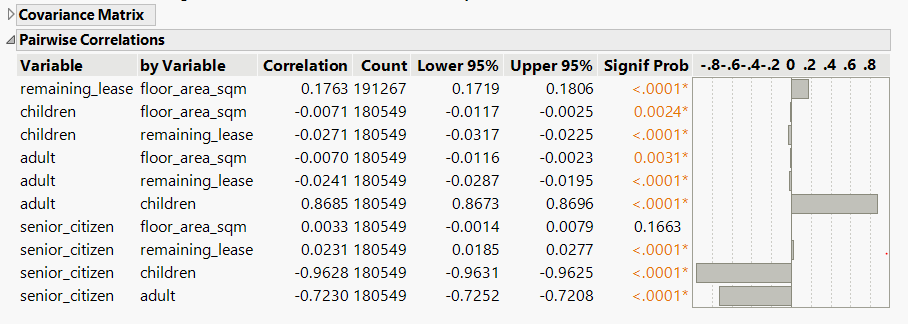 Covariance Matrix
Pairwise Correlations
Variable by Variable Correlation Count Lower 95% Upper 95% Signif Prob -.8-.6-.4-.2 0 .2 .4 .6 .8
remaining_lease floor_area_sqm 0.1763 191267 0.1719 0.1806 <.0001*
children floor_area_sqm -0.0071 180549 -0.0117 -0.0025 0.0024*
children remaining_lease -0.0271 180549 -0.0317 -0.0225 <.0001*
adult floor_area_sqm -0.0070 180549 -0.0116 -0.0023 0.0031*
adult remaining_lease -0.0241 180549 -0.0287 -0.0195 <.0001*
adult children 0.8685 180549 0.8673 0.8696 <.0001*
senior_citizen floor_area_sqm 0.0033 180549 -0.0014 0.0079 0.1663
senior_citizen remaining_lease 0.0231 180549 0.0185 0.0277 <.0001*
senior_citizen children -0.9628 180549 -0.9631 -0.9625 <.0001*
senior_citizen adult -0.7230 180549 -0.7252 -0.7208 <.0001*